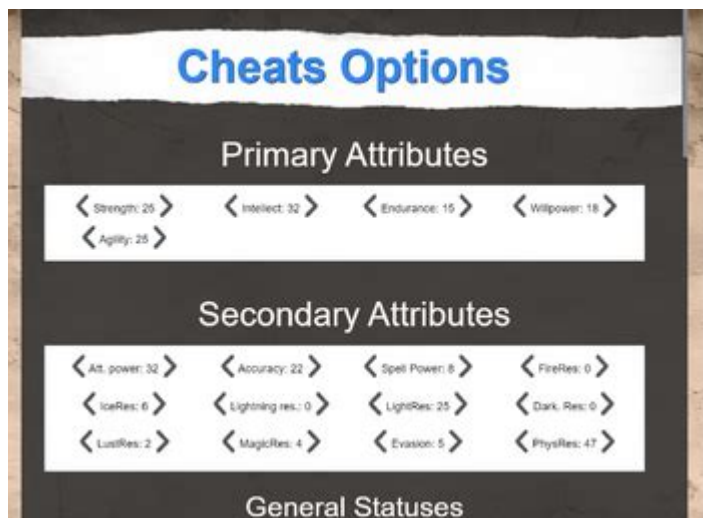 Cheats Options
Primary Attributes
Strength: 25 Intellect: 32 Endurance: 15 Willpower: 18
Agility: 25
Secondary Attributes
Att. power: 32 Accuracy: 22 Spell Power: 8 FireRes: 0
IceRes: 6 Lightning res.: 0 LightRes: 25 Dark. Res: 0
LustRes: 2 MagicRes: 4 Evasion: 5 PhysRes: 47
General Statuses